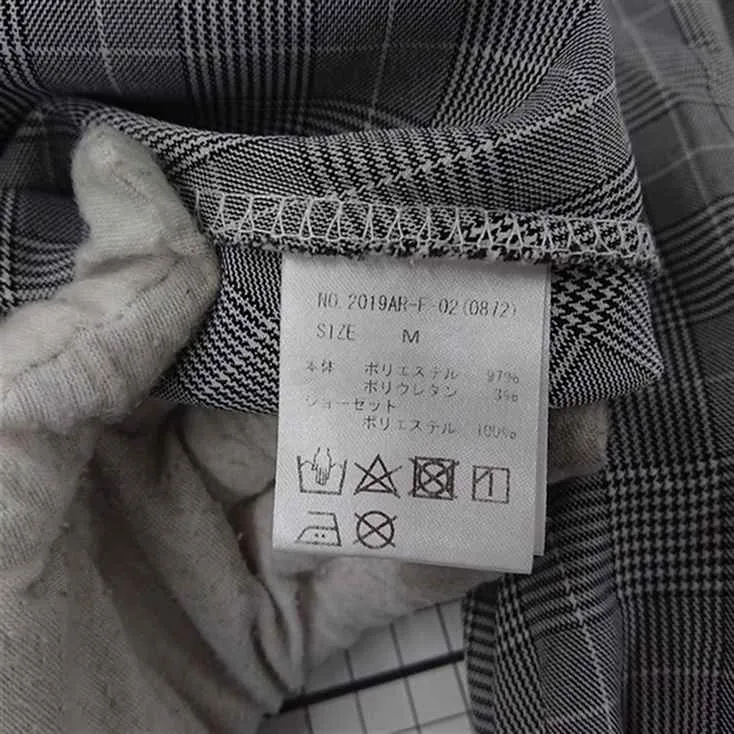 NO.2019AR-F-02(0872)
SIZE M
本体 ポリエステル 97%
ポリウレタン 3%
ジョーゼット
ポリエステル 100%